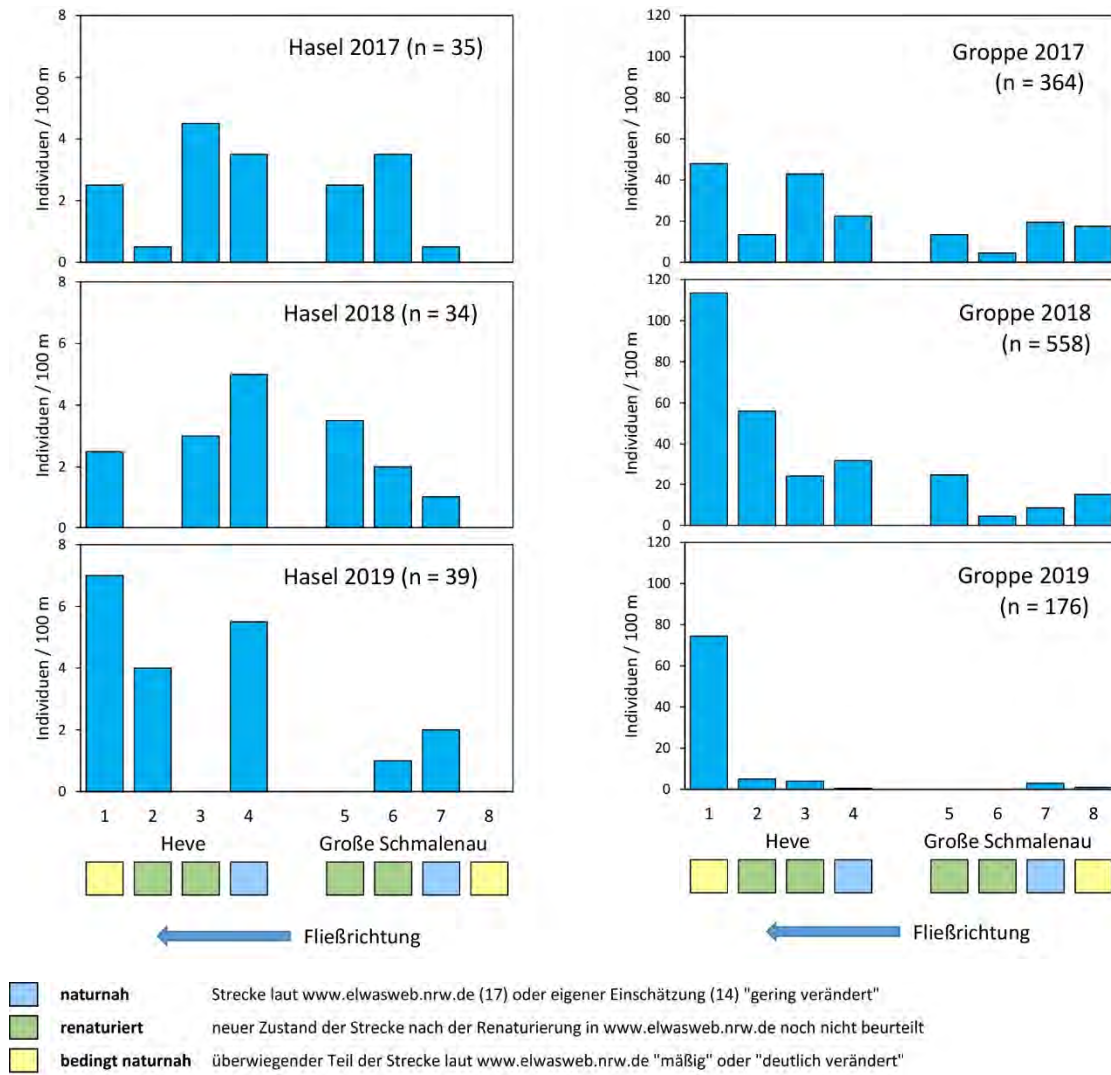 Hasel 2017 (n = 35)
Individuen / 100 m
8
6
4
2
0
Groppe 2017
(n = 364)
Individuen / 100 m
120
100
80
60
40
20
0
Hasel 2018 (n = 34)
Individuen / 100 m
8
6
4
2
0
Groppe 2018
(n = 558)
Individuen / 100 m
120
100
80
60
40
20
0
Hasel 2019 (n = 39)
Individuen / 100 m
8
6
4
2
0
Groppe 2019
(n = 176)
Individuen / 100 m
120
100
80
60
40
20
0
1 2 3 4 5 6 7 8
Heve Große Schmalenau
Fließrichtung
1 2 3 4 5 6 7 8
Heve Große Schmalenau
Fließrichtung
naturnah Strecke laut www.elwasweb.nrw.de (17) oder eigener Einschätzung (14) "gering verändert"
renaturiert neuer Zustand der Strecke nach der Renaturierung in www.elwasweb.nrw.de noch nicht beurteilt
bedingt naturnah überwiegender Teil der Strecke laut www.elwasweb.nrw.de "mäßig" oder "deutlich verändert"